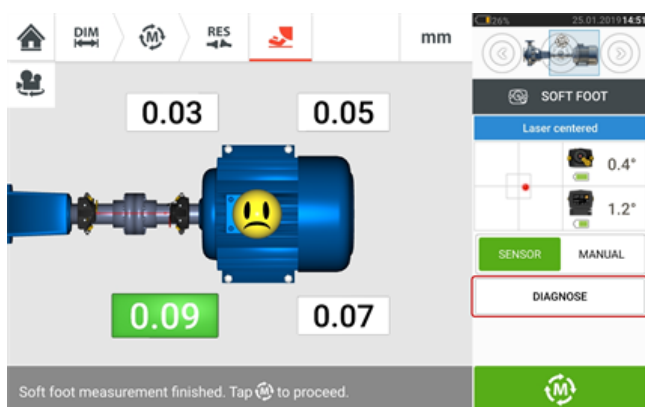 DIM
M
RES
mm
26%
25.01.2019 14:51
0.03
0.05
SOFT FOOT
Laser centered
0.4°
1.2°
SENSOR
MANUAL
DIAGNOSE
0.09
0.07
Soft foot measurement finished. Tap M to proceed.
M